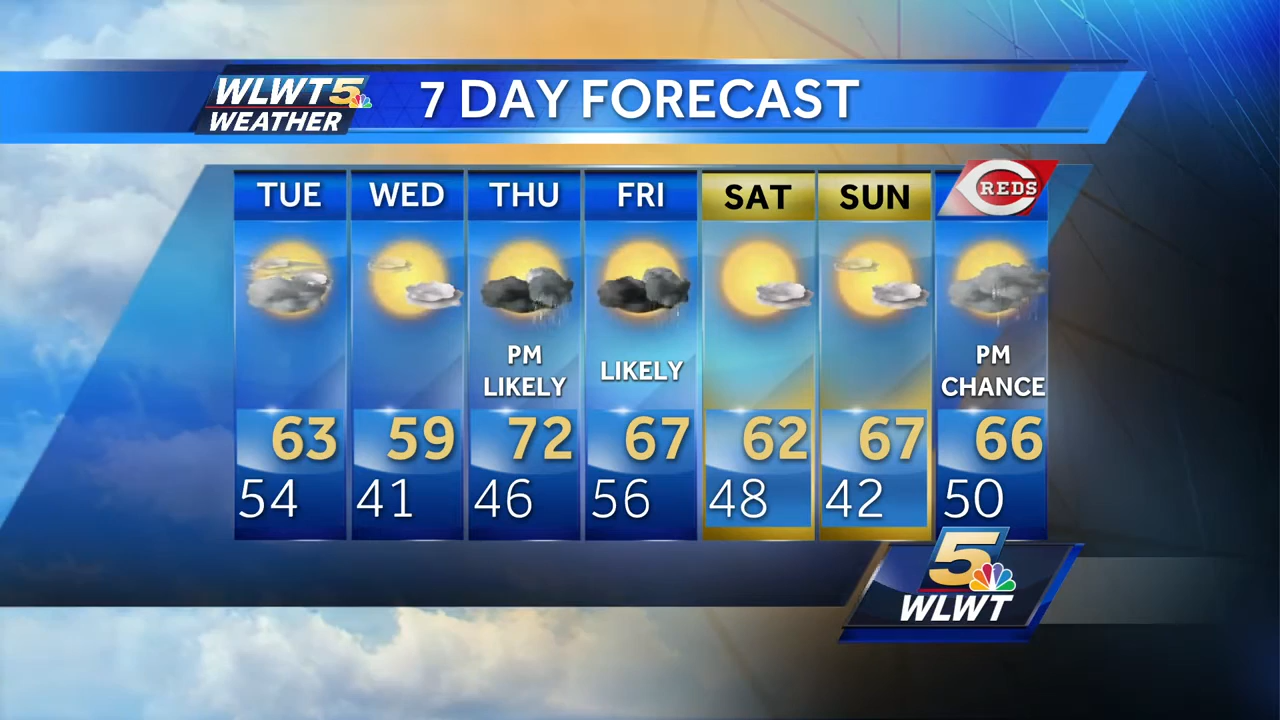 WLWT5
WEATHER
7 DAY FORECAST
TUE WED THU FRI SAT SUN REDS
PM
LIKELY
LIKELY
PM
CHANCE
63 59 72 67 62 67 66
54 41 46 56 48 42 50
5
WLWT